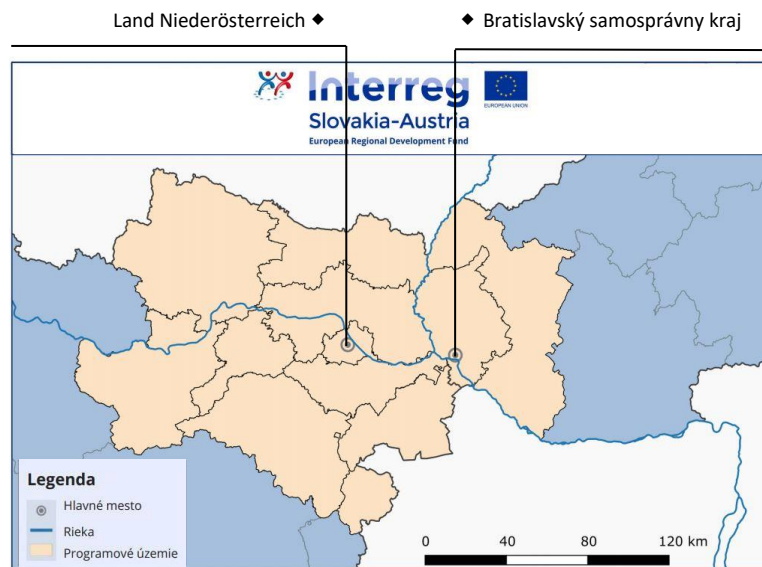 Land Niederösterreich ◆
◆ Bratislavský samosprávny kraj
Interreg
EUROPEAN UNION
Slovakia-Austria
European Regional Development Fund
Legenda
Hlavné mesto
Rieka
Programové územie
0 40 80 120 km